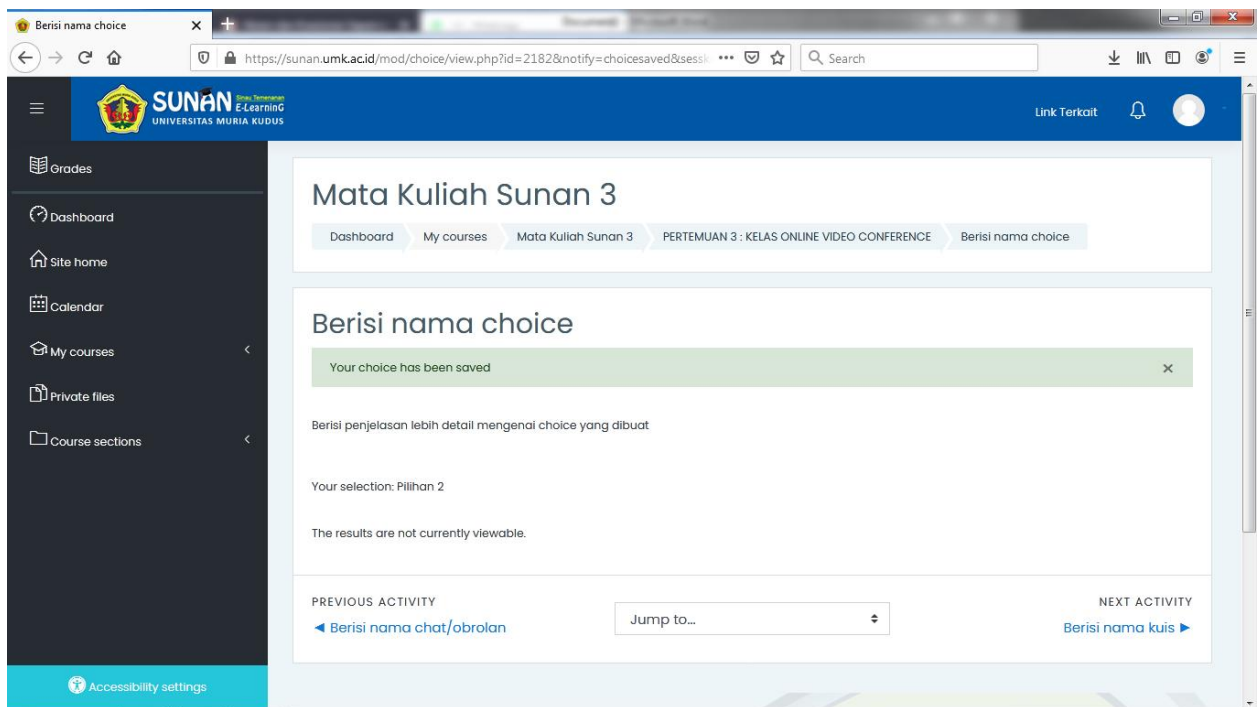 Berisi nama choice
https://sunan.umk.ac.id/mod/choice/view.php?id=2182&notify=choicesaved&sessk
Search
SUNAN Sinau Temenanan E-Learning
UNIVERSITAS MURIA KUDUS
Link Terkait
Grades
Dashboard
Site home
Calendar
My courses
Private files
Course sections
Accessibility settings
Mata Kuliah Sunan 3
Dashboard My courses Mata Kuliah Sunan 3 PERTEMUAN 3 : KELAS ONLINE VIDEO CONFERENCE Berisi nama choice
Berisi nama choice
Your choice has been saved
Berisi penjelasan lebih detail mengenai choice yang dibuat
Your selection: Pilihan 2
The results are not currently viewable.
PREVIOUS ACTIVITY
◄ Berisi nama chat/obrolan
Jump to...
NEXT ACTIVITY
Berisi nama kuis ►